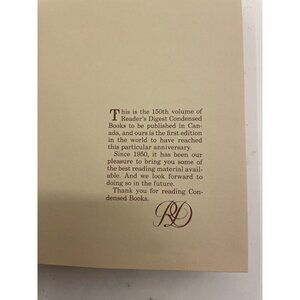 This is the 150th volume of
Reader's Digest Condensed
Books to be published in Can-
ada, and ours is the first edition
in the world to have reached
this particular anniversary.
Since 1950, it has been our
pleasure to bring you some of
the best reading material avail-
able. And we look forward to
doing so in the future.
Thank you for reading Con-
densed Books.
RD